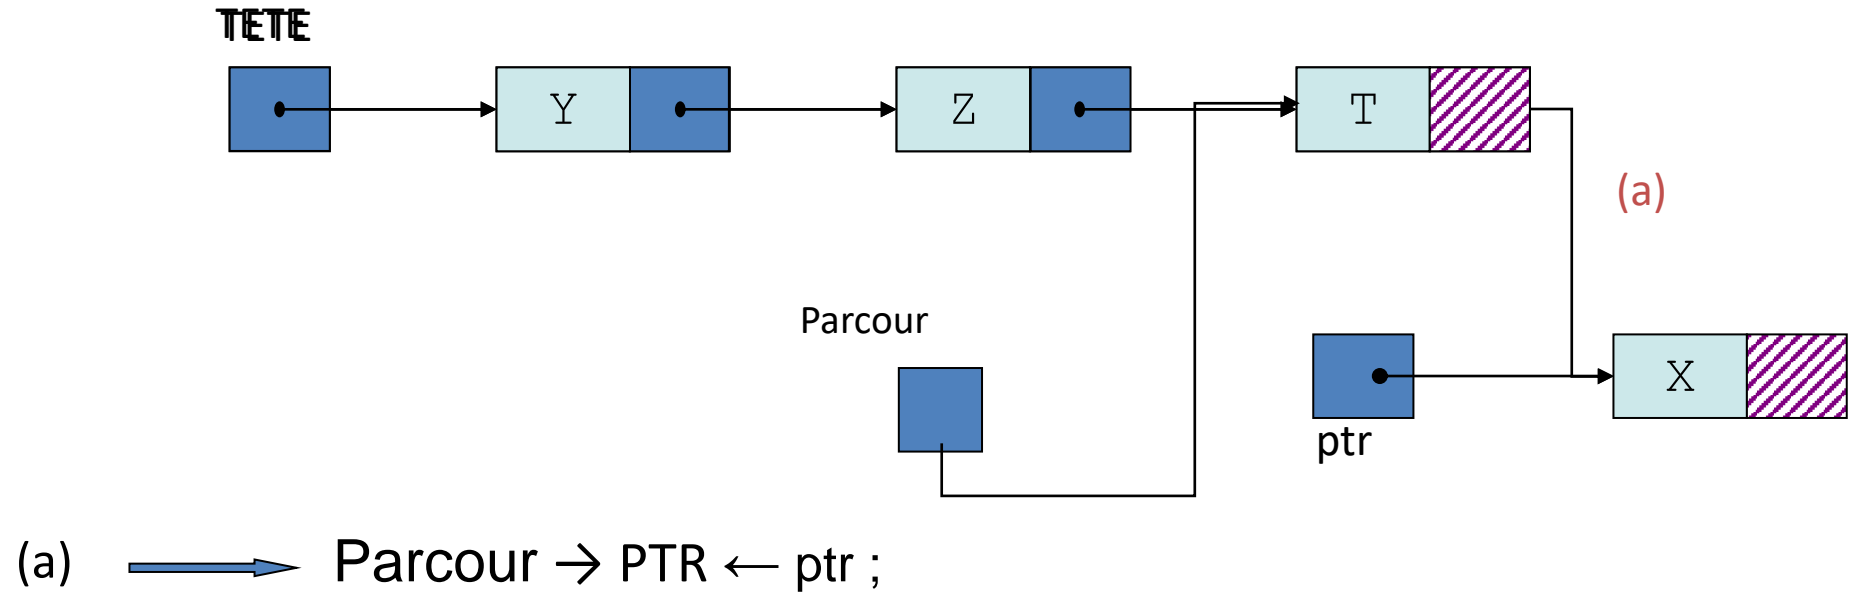 TETE
Y Z T
(a)
Parcour
X
ptr
(a) Parcour → PTR ← ptr ;